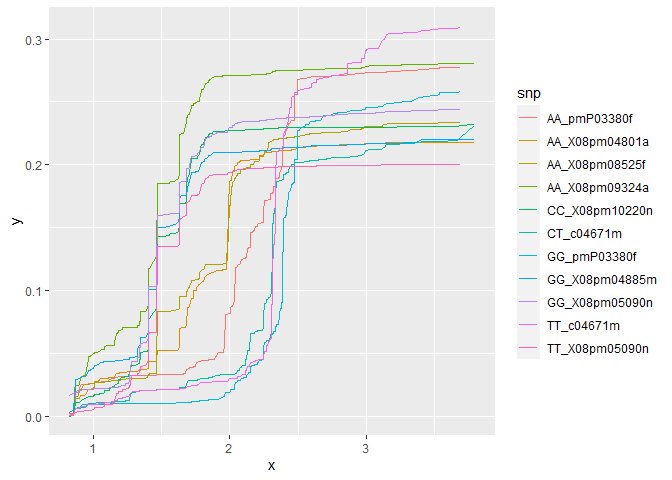 0.3
0.2
0.1
0.0
y
1
2
3
x
snp
AA_pmP03380f
AA_X08pm04801a
AA_X08pm08525f
AA_X08pm09324a
CC_X08pm10220n
CT_c04671m
GG_pmP03380f
GG_X08pm04885m
GG_X08pm05090n
TT_c04671m
TT_X08pm05090n